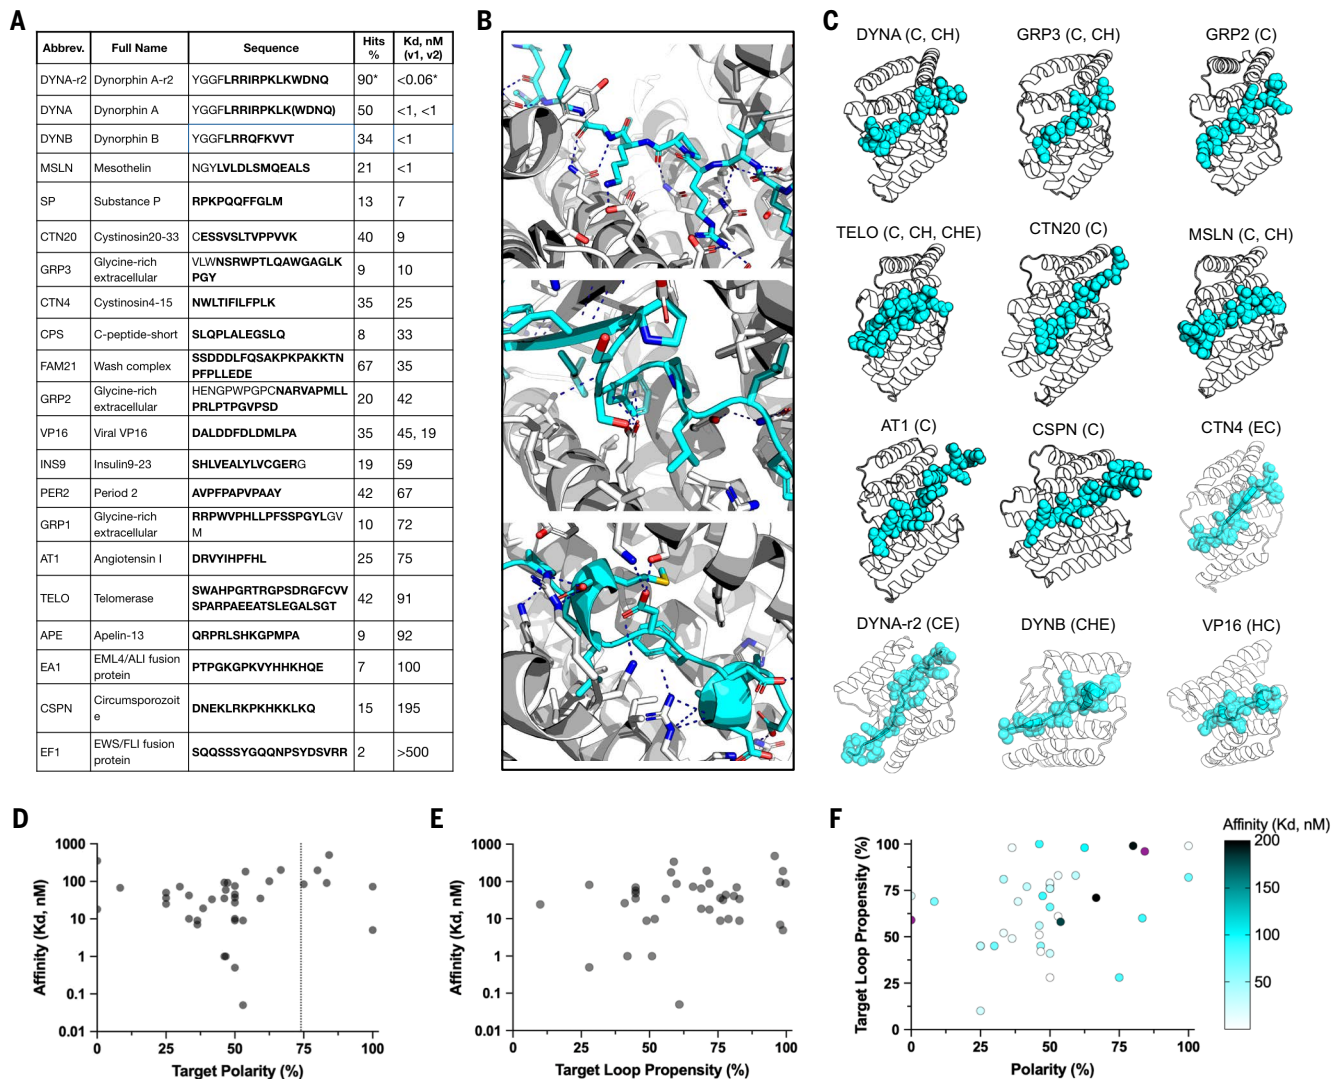 A
Abbrev. Full Name Sequence Hits % Kd, nM (v1, v2)
DYNA-r2 Dynorphin A-r2 YGGFLRRIRPKLKWDNQ 90* <0.06*
DYNA Dynorphin A YGGFLRRIRPKLK(WDNQ) 50 <1, <1
DYNB Dynorphin B YGGFLRRQFKVVT 34 <1
MSLN Mesothelin NGYLVLDLSMQEALS 21 <1
SP Substance P RPKPQQFFGLM 13 7
CTN20 Cystinosin20-33 CESSVSLTVPPVVK 40 9
GRP3 Glycine-rich extracellular VLWNSRWPTLQAWGAGLK PGY 9 10
CTN4 Cystinosin4-15 NWLTIFILFPLK 35 25
CPS C-peptide-short SLQPLALEGSLQ 8 33
FAM21 Wash complex SSDDDLFQSAKPKPAKKTN PFPLLEDE 67 35
GRP2 Glycine-rich extracellular HENGPWPGPCNARVAPMLL PRLPTPGVPSD 20 42
VP16 Viral VP16 DALDDFDLDMLPA 35 45, 19
INS9 Insulin9-23 SHLVEALYLVCGERG 19 59
PER2 Period 2 AVPFPAPVPAAY 42 67
GRP1 Glycine-rich extracellular RRPWVPHLLPFSSPGYLGV M 10 72
AT1 Angiotensin I DRVYIHPFHL 25 75
TELO Telomerase SWAHPGRTRGPSDRGFCVV SPARPAEEATSLEGALSGT 42 91
APE Apelin-13 QRPRLSHKGPMPA 9 92
EA1 EML4/ALI fusion protein PTPGKGPKVYHHKHQE 7 100
CSPN Circumsporozoit e DNEKLRKPKHKKLKQ 15 195
EF1 EWS/FLI fusion protein SQQSSSYGQQNPSYDSVRR 2 >500
B
C
DYNA (C, CH) GRP3 (C, CH) GRP2 (C)
TELO (C, CH, CHE) CTN20 (C) MSLN (C, CH)
AT1 (C) CSPN (C) CTN4 (EC)
DYNA-r2 (CE) DYNB (CHE) VP16 (HC)
D
Affinity (Kd, nM)
1000
100
10
1
0.1
0.01
0 25 50 75 100
Target Polarity (%)
E
Affinity (Kd, nM)
1000
100
10
1
0.1
0.01
0 25 50 75 100
Target Loop Propensity (%)
F
Target Loop Propensity (%)
100
75
50
25
0
0 25 50 75 100
Polarity (%)
Affinity (Kd, nM)
200
150
100
50